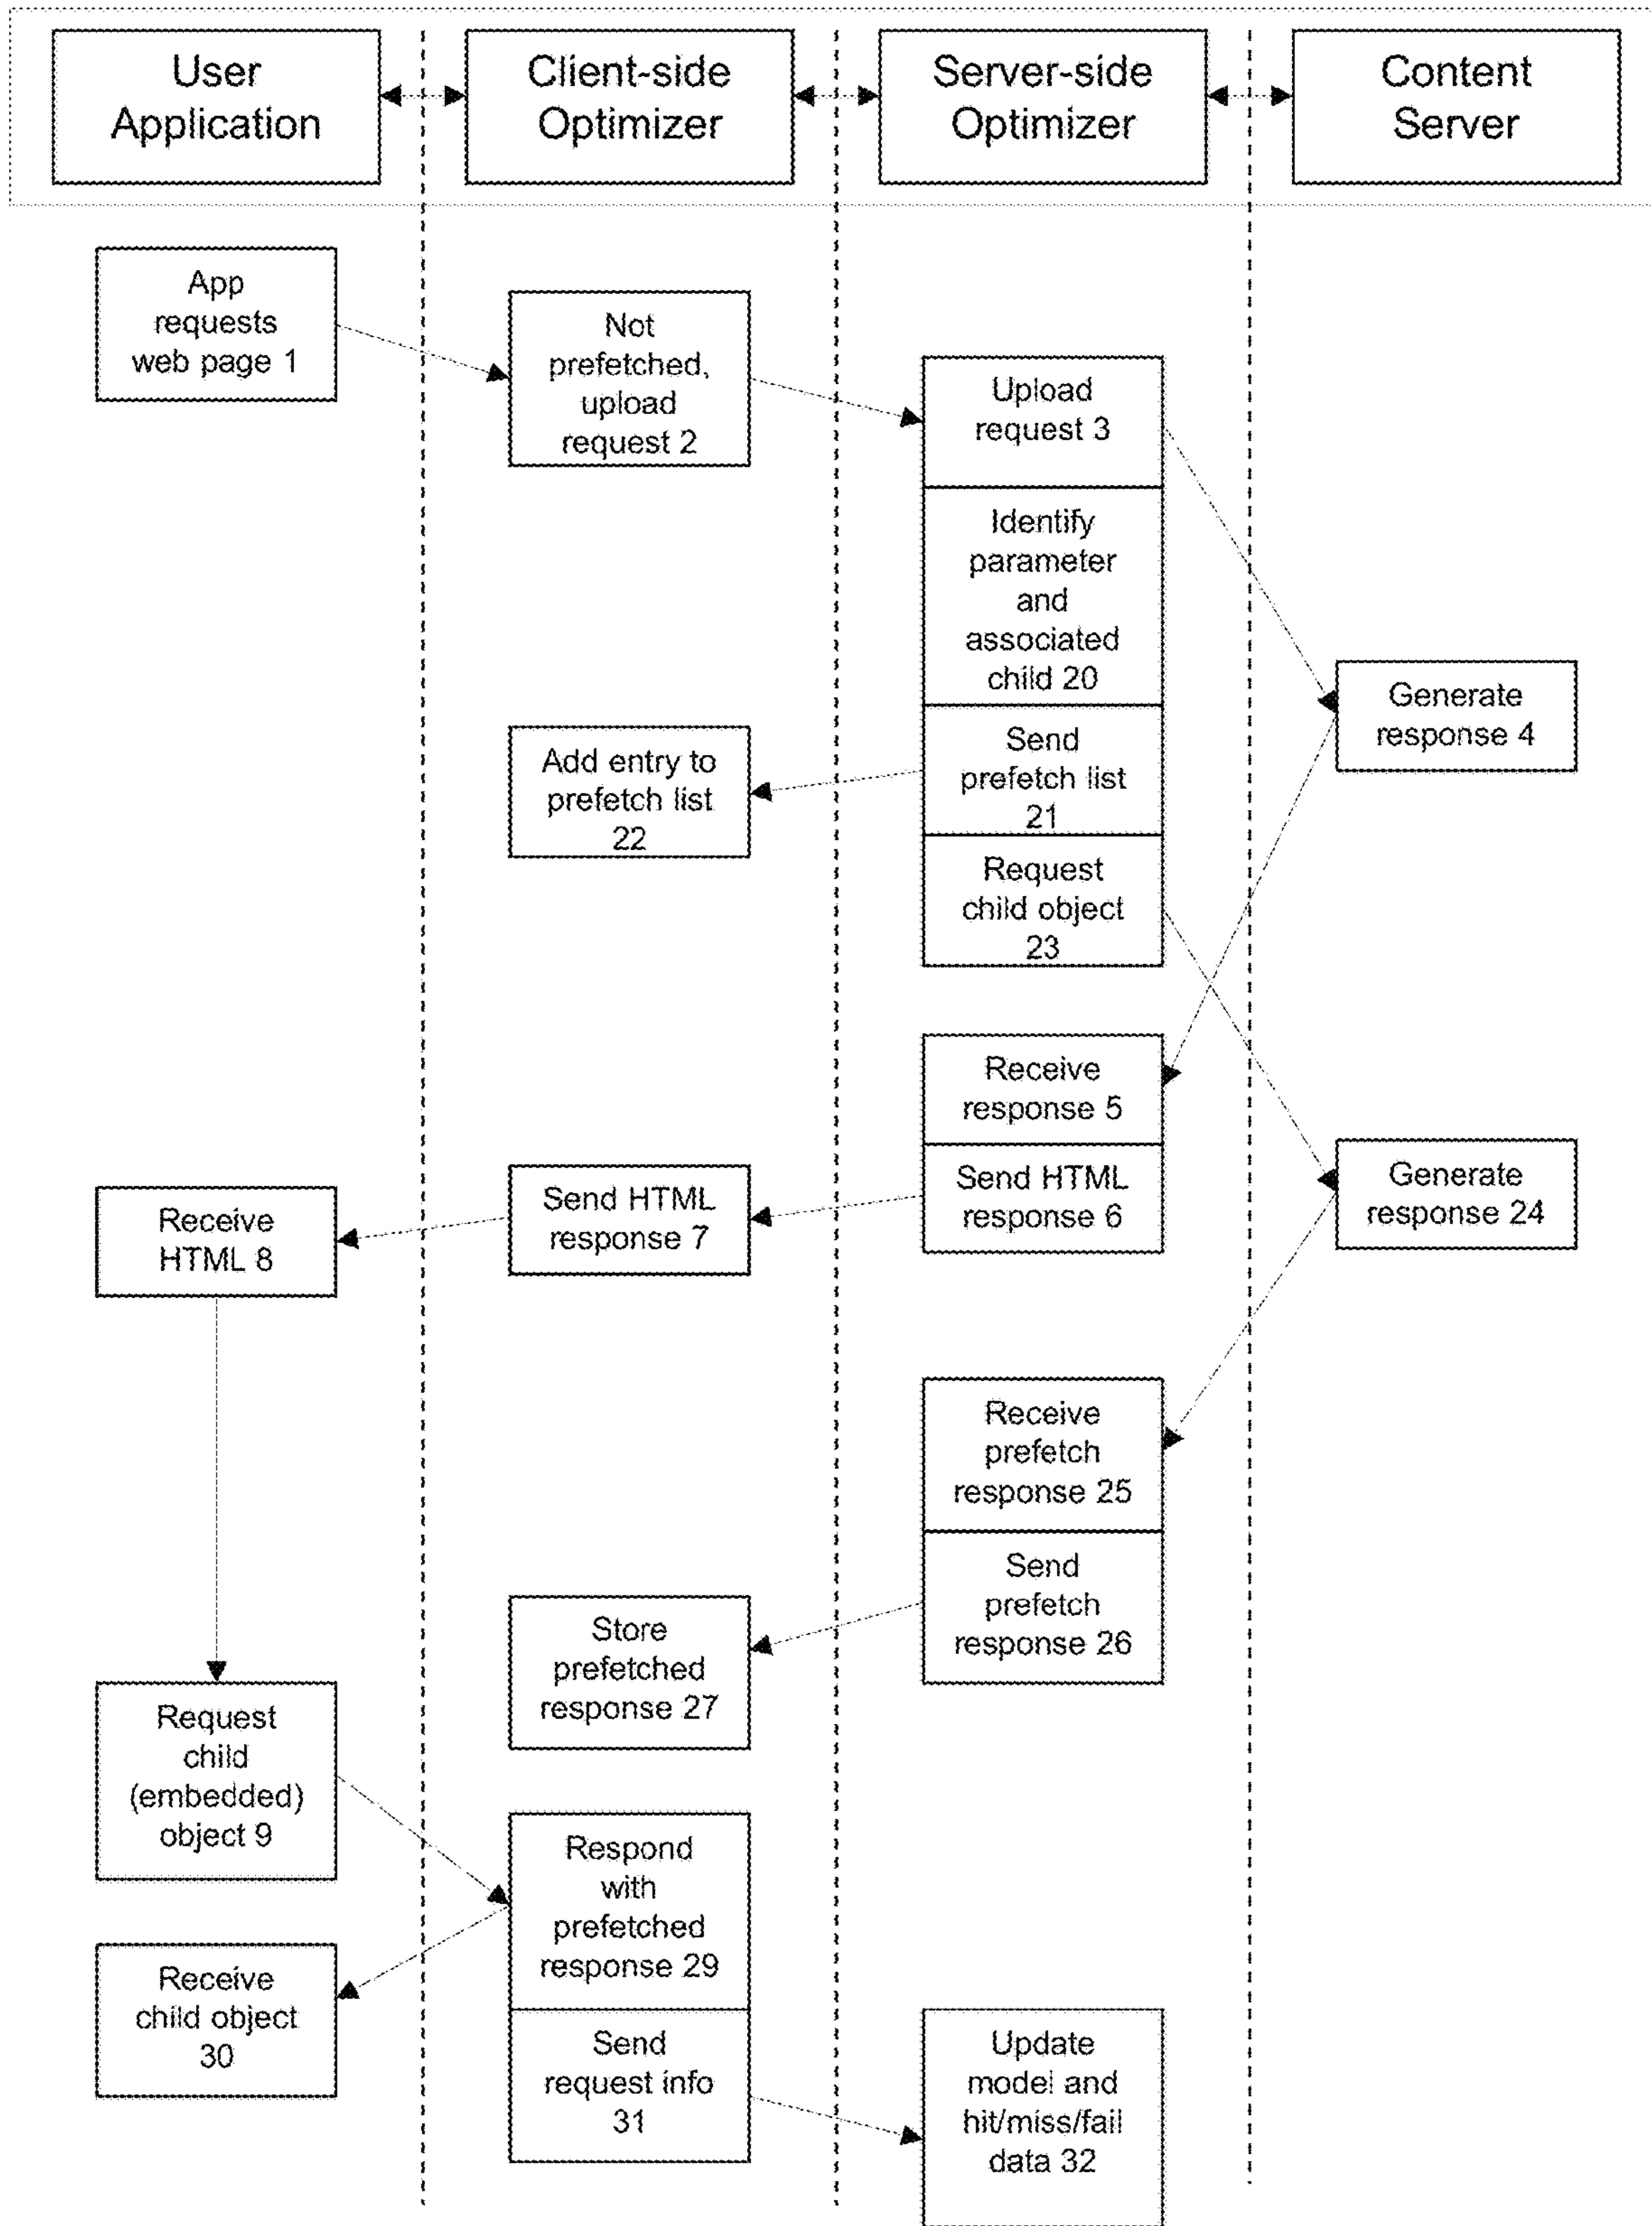 User
Application
Client-side
Optimizer
Server-side
Optimizer
Content
Server
App
requests
web page 1
Not
prefetched,
upload
request 2
Upload
request 3
Identify
parameter
and
associated
child 20
Generate
response 4
Send
prefetch list
21
Add entry to
prefetch list
22
Request
child object
23
Receive
response 5
Send HTML
response 6
Generate
response 24
Send HTML
response 7
Receive
HTML 8
Receive
prefetch
response 25
Send
prefetch
response 26
Store
prefetched
response 27
Request
child
(embedded)
object 9
Respond
with
prefetched
response 29
Receive
child object
30
Send
request info
31
Update
model and
hit/miss/fail
data 32